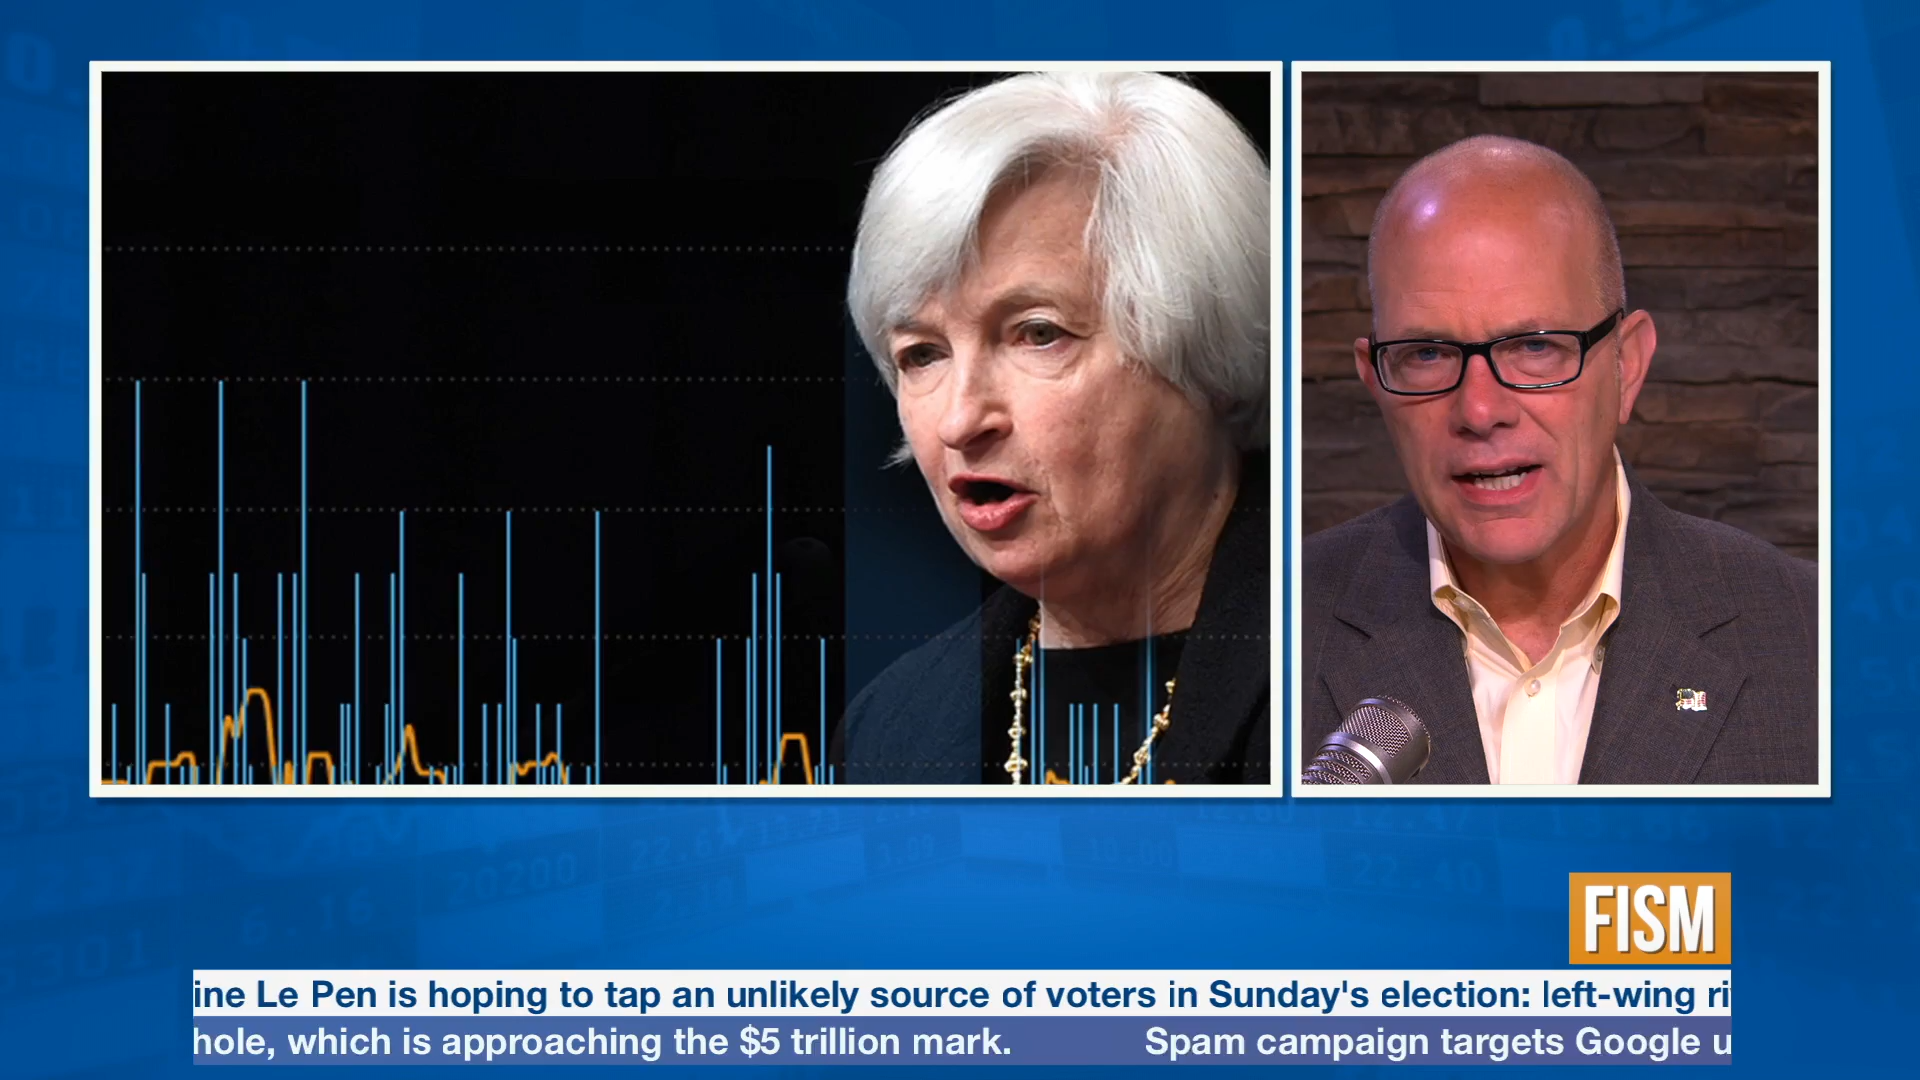 FISM
ine Le Pen is hoping to tap an unlikely source of voters in Sunday's election: left-wing ri
hole, which is approaching the $5 trillion mark. Spam campaign targets Google u